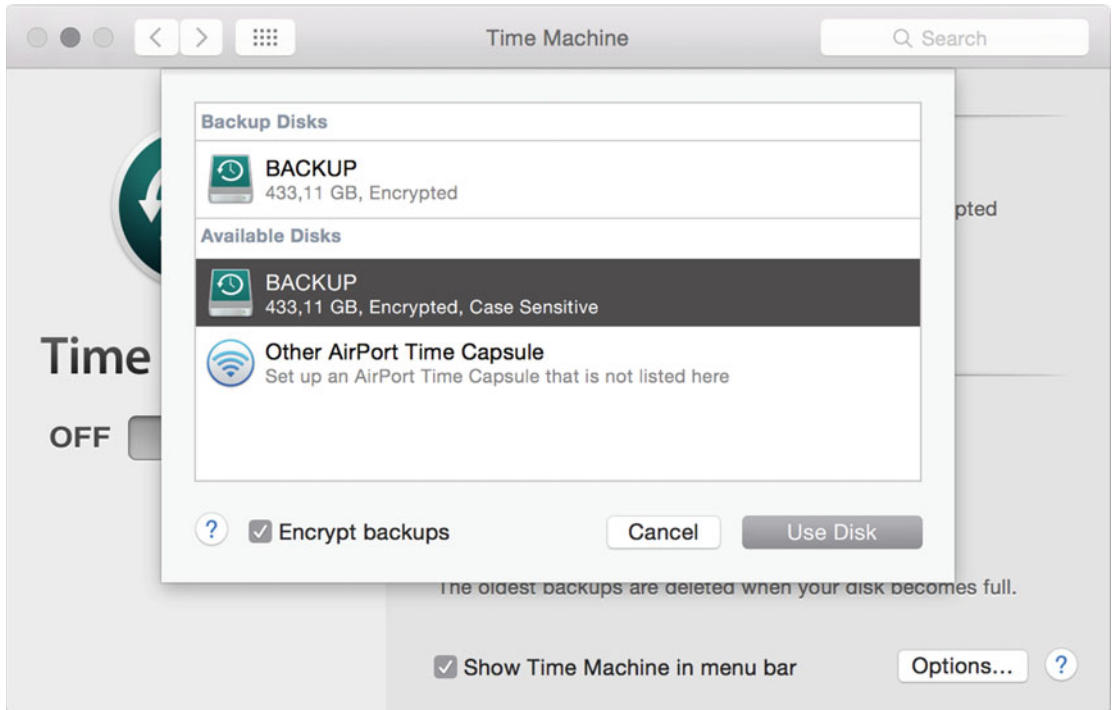 Time Machine
Search
Backup Disks
BACKUP
433,11 GB, Encrypted
pted
Available Disks
BACKUP
433,11 GB, Encrypted, Case Sensitive
Other AirPort Time Capsule
Set up an AirPort Time Capsule that is not listed here
Time
OFF
? Encrypt backups
Cancel
Use Disk
The oldest backups are deleted when your disk becomes full.
Show Time Machine in menu bar
Options... ?